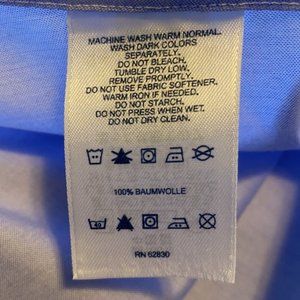 MACHINE WASH WARM NORMAL.
WASH DARK COLORS
SEPARATELY.
DO NOT BLEACH.
TUMBLE DRY LOW.
REMOVE PROMPTLY.
DO NOT USE FABRIC SOFTENER.
WARM IRON IF NEEDED.
DO NOT STARCH.
DO NOT PRESS WHEN WET.
DO NOT DRY CLEAN.
100% BAUMWOLLE
RN 62830